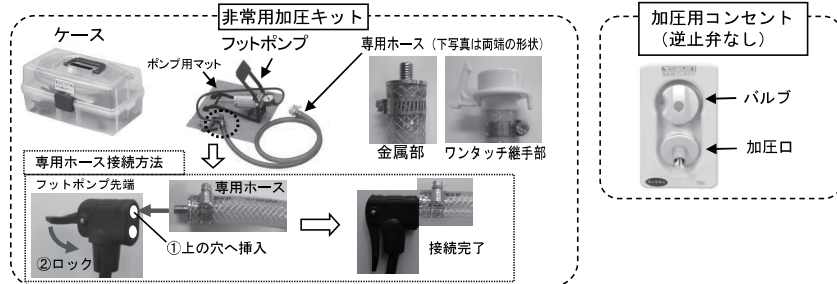 非常用加圧キット
ケース
フットポンプ
ポンプ用マット
専用ホース（下写真は両端の形状）
金属部
ワンタッチ継手部
専用ホース接続方法
フットポンプ先端
専用ホース
①上の穴へ挿入
②ロック
接続完了
加圧用コンセント
（逆止弁なし）
バルブ
加圧口